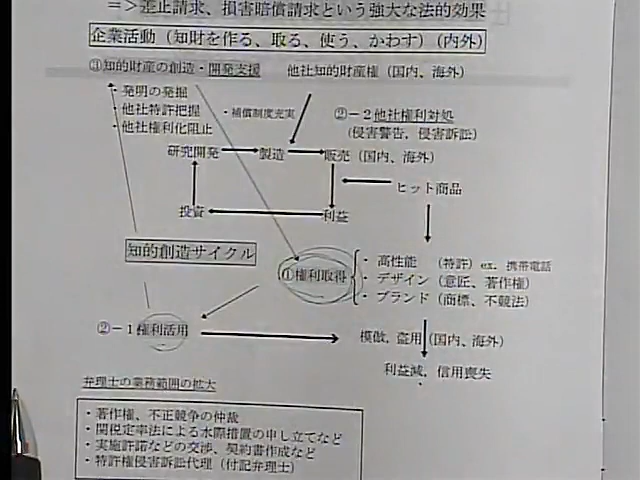 =＞差止請求、損害賠償請求という強大な法的効果
企業活動（知財を作る、取る、使う、かわす）（内外）
③知的財産の創造・開発支援　他社知的財産権（国内、海外）
・発明の発掘
・他社特許把握
・他社権利化阻止
・補償制度充実
②－2他社権利対処
（侵害警告、侵害訴訟）
研究開発
製造
販売（国内、海外）
ヒット商品
投資
利益
知的創造サイクル
①権利取得
・高性能　（特許）ex. 携帯電話
・デザイン（意匠、著作権）
・ブランド（商標、不競法）
②－1権利活用
模倣、盗用（国内、海外）
利益減、信用喪失
弁理士の業務範囲の拡大
・著作権、不正競争の仲裁
・関税定率法による水際措置の申し立てなど
・実施許諾などの交渉、契約書作成など
・特許権侵害訴訟代理（付記弁理士）